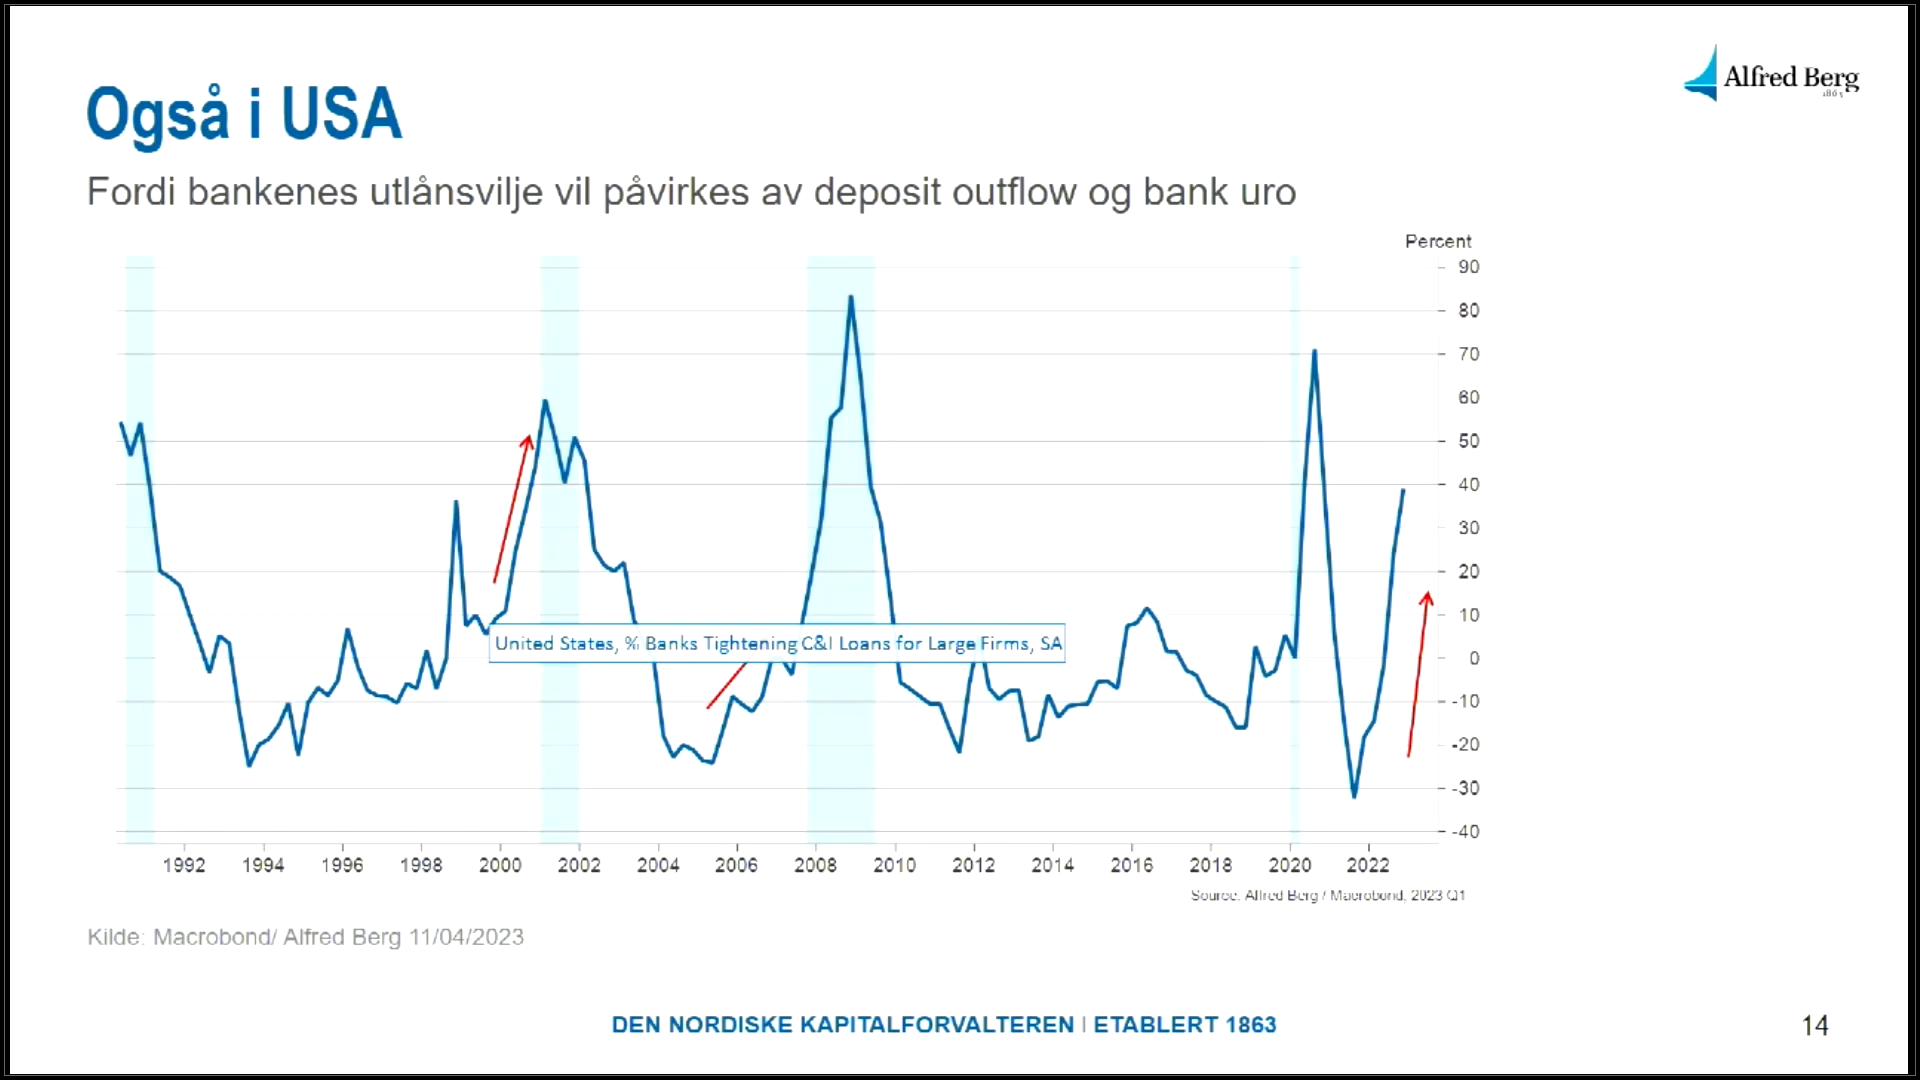 Alfred Berg
1863
Også i USA
Fordi bankenes utlånsvilje vil påvirkes av deposit outflow og bank uro
Percent
90
80
70
60
50
40
30
20
10
0
-10
-20
-30
-40
United States, % Banks Tightening C&I Loans for Large Firms, SA
1992 1994 1996 1998 2000 2002 2004 2006 2008 2010 2012 2014 2016 2018 2020 2022
Source: Alfred Berg / Macrobond, 2023 Q1
Kilde: Macrobond/ Alfred Berg 11/04/2023
DEN NORDISKE KAPITALFORVALTEREN | ETABLERT 1863
14